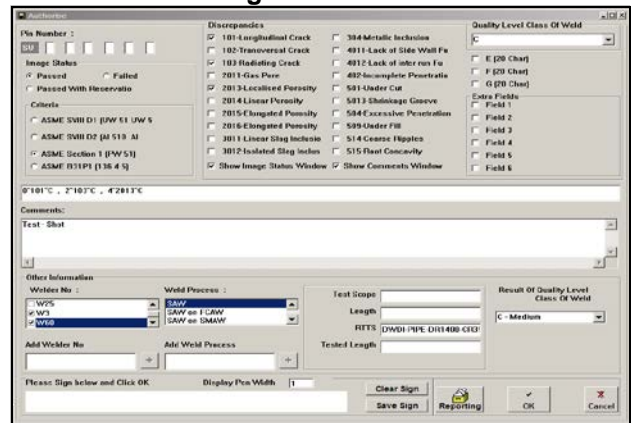 Authorise
Pin Number :
SU
Image Status
Passed
Failed
Passed With Reservatio
Criteria
ASME SVIII D1 (UW 51 UW 5
ASME SVIII D2 (AI 510 AI
ASME Section 1 (PW 51)
ASME B31P1 (136 4 5)
Discrepencies
101-Longitudinal Crack
102-Transversal Crack
103-Radiating Crack
2011-Gas Pore
2013-Localised Porosity
2014-Linear Porosity
2015-Elongated Porosity
2016-Elongated Porosity
3011-Linear Slag Inclusio
3012-Isolated Slag Inclus
Show Image Status Window
304-Metallic Inclusion
4011-Lack of Side Wall Fu
4012-Lack of inter run Fu
402-Incomplete Penetratio
501-Under Cut
5013-Shrinkage Groove
504-Excessive Penetration
509-Under Fill
514-Coarse Ripples
515-Root Concavity
Show Comments Window
Quality Level Class Of Weld
C
E (20 Char)
F (20 Char)
G (20 Char)
Extra Fields
Field 1
Field 2
Field 3
Field 4
Field 5
Field 6
0"101"C , 2"103"C , 4"2013"C
Comments:
Test - Shot
Other Information
Welder No :
W25
W3
W60
Add Welder No
+
Weld Process :
SAW
SAW on FCAW
SAW on SMAW
Add Weld Process
+
Test Scope
Length
RTTS DWDI-PIPE-DR1400-CR3
Tested Length
Result Of Quality Level
Class Of Weld
C - Medium
Please Sign below and Click OK
Display Pen Width 1
Clear Sign
Save Sign
Reporting
OK
Cancel